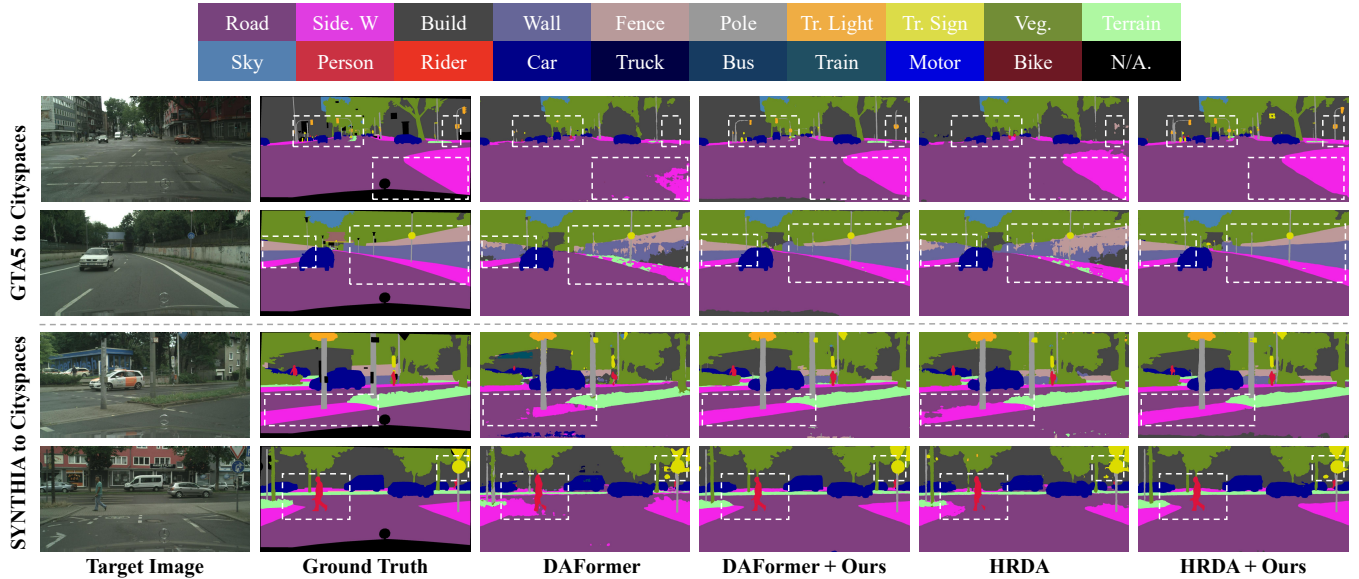 Road Side. W Build Wall Fence Pole Tr. Light Tr. Sign Veg. Terrain
Sky Person Rider Car Truck Bus Train Motor Bike N/A.
GTA5 to Cityspaces
SYNTHIA to Cityspaces
Target Image Ground Truth DAFormer DAFormer + Ours HRDA HRDA + Ours